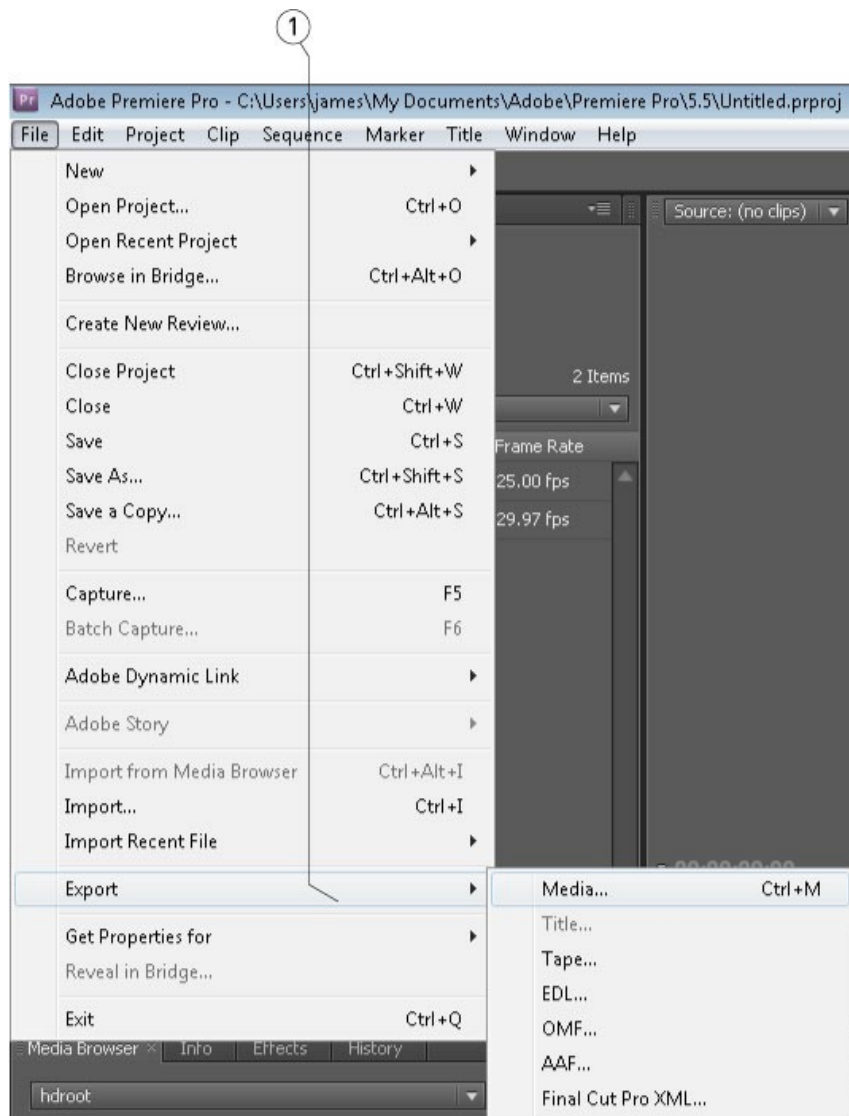 1
Pr Adobe Premiere Pro - C:\Users\james\My Documents\Adobe\Premiere Pro\5.5\Untitled.prproj
File Edit Project Clip Sequence Marker Title Window Help
New
Open Project... Ctrl+O
Source: (no clips)
Open Recent Project
Browse in Bridge... Ctrl+Alt+O
Create New Review...
Close Project Ctrl+Shift+W
2 Items
Close Ctrl+W
Save Ctrl+S
Frame Rate
Save As... Ctrl+Shift+S
25.00 fps
Save a Copy... Ctrl+Alt+S
29.97 fps
Revert
Capture... F5
Batch Capture... F6
Adobe Dynamic Link
Adobe Story
Import from Media Browser Ctrl+Alt+I
Import... Ctrl+I
Import Recent File
Export
Media... Ctrl+M
Title...
Get Properties for
Tape...
Reveal in Bridge...
EDL...
Exit Ctrl+Q
OMF...
Media Browser Info Effects History
AAF...
hdroot
Final Cut Pro XML...